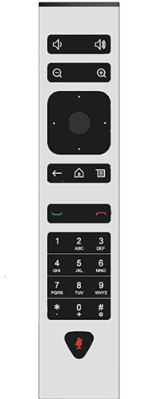 1 2 3
ABC DEF
4 5 6
GHI JKL MNO
7 8 9
PQRS TUV WXYZ
* 0 #
+